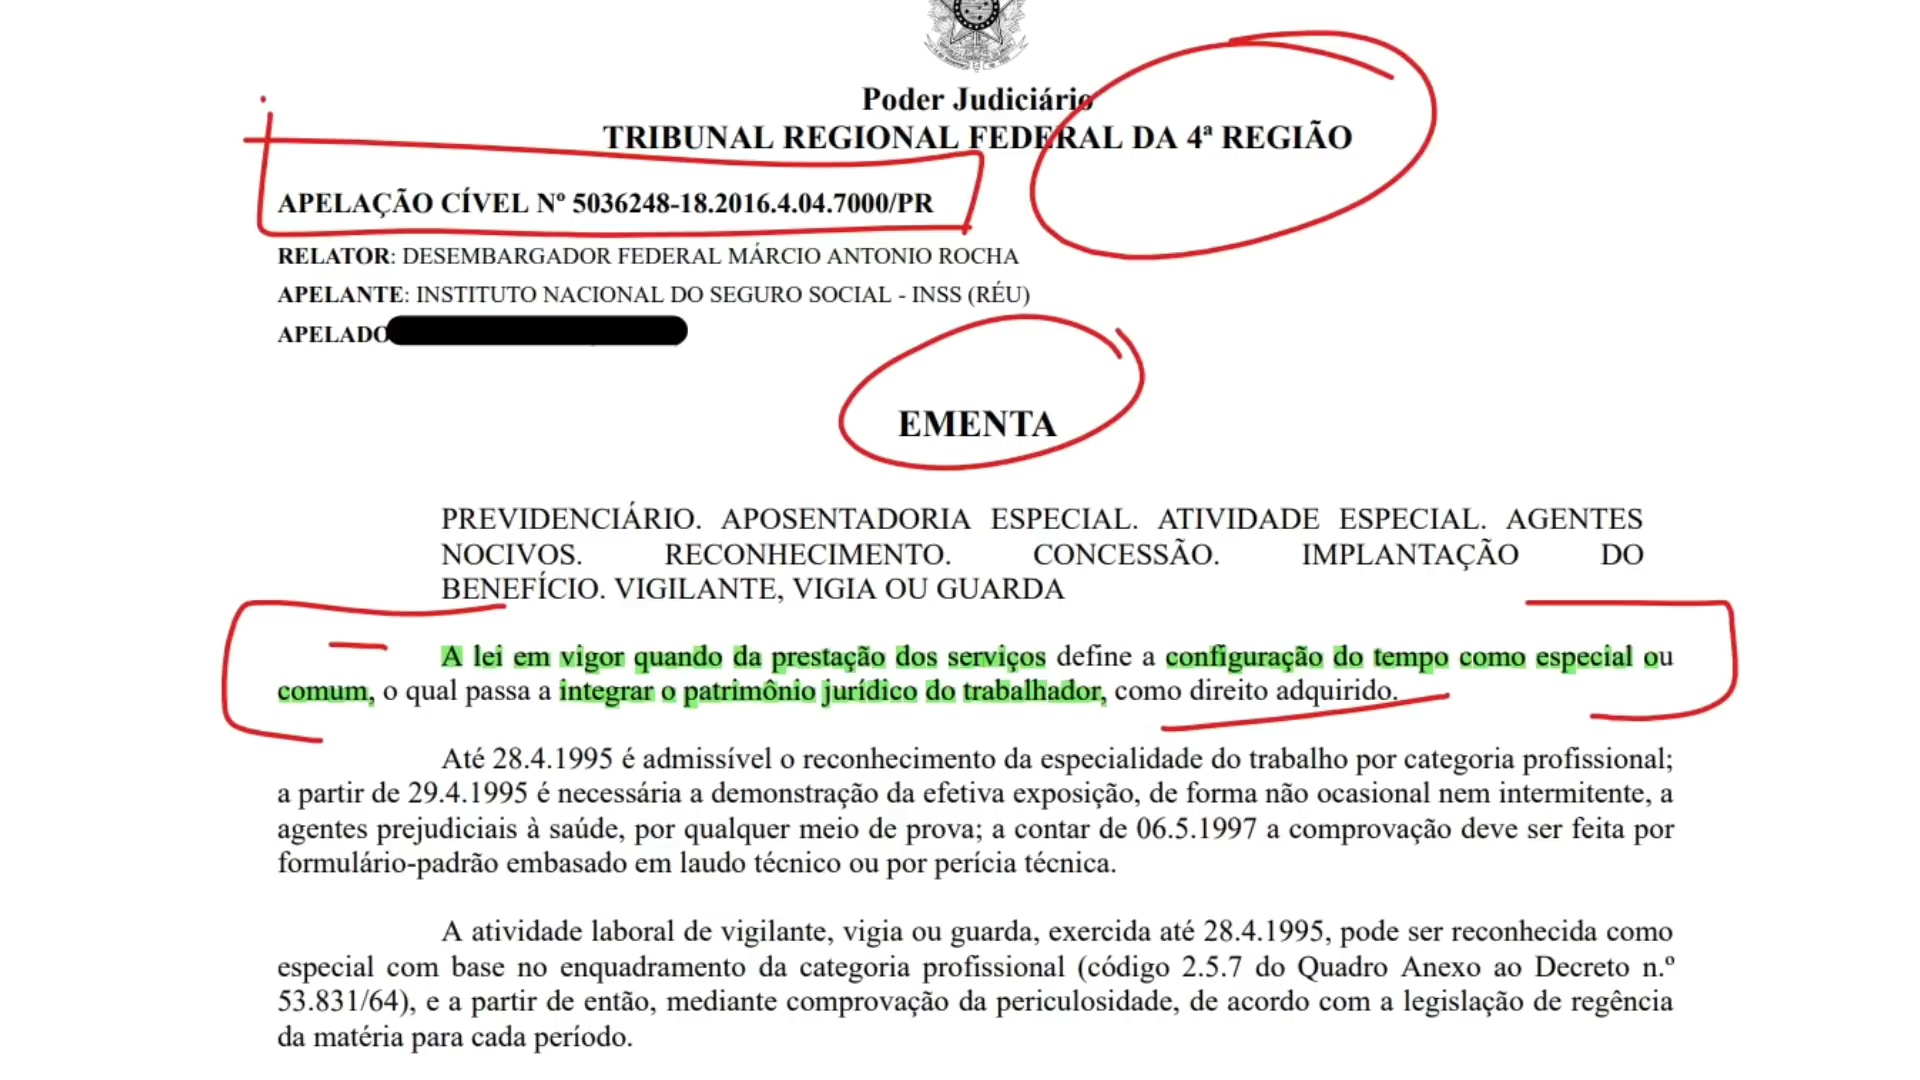 Poder Judiciário
TRIBUNAL REGIONAL FEDERAL DA 4ª REGIÃO
APELAÇÃO CÍVEL Nº 5036248-18.2016.4.04.7000/PR
RELATOR: DESEMBARGADOR FEDERAL MÁRCIO ANTONIO ROCHA
APELANTE: INSTITUTO NACIONAL DO SEGURO SOCIAL - INSS (RÉU)
APELADO
EMENTA
PREVIDENCIÁRIO. APOSENTADORIA ESPECIAL. ATIVIDADE ESPECIAL. AGENTES
NOCIVOS. RECONHECIMENTO. CONCESSÃO. IMPLANTAÇÃO DO
BENEFÍCIO. VIGILANTE, VIGIA OU GUARDA
A lei em vigor quando da prestação dos serviços define a configuração do tempo como especial ou
comum, o qual passa a integrar o patrimônio jurídico do trabalhador, como direito adquirido.
Até 28.4.1995 é admissível o reconhecimento da especialidade do trabalho por categoria profissional;
a partir de 29.4.1995 é necessária a demonstração da efetiva exposição, de forma não ocasional nem intermitente, a
agentes prejudiciais à saúde, por qualquer meio de prova; a contar de 06.5.1997 a comprovação deve ser feita por
formulário-padrão embasado em laudo técnico ou por perícia técnica.
A atividade laboral de vigilante, vigia ou guarda, exercida até 28.4.1995, pode ser reconhecida como
especial com base no enquadramento da categoria profissional (código 2.5.7 do Quadro Anexo ao Decreto n.º
53.831/64), e a partir de então, mediante comprovação da periculosidade, de acordo com a legislação de regência
da matéria para cada período.